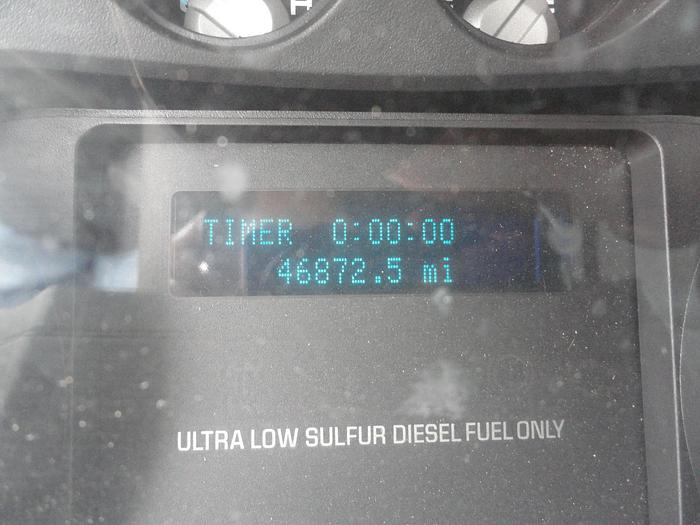 H
TIMER 0:00:00
46872.5 mi
ULTRA LOW SULFUR DIESEL FUEL ONLY